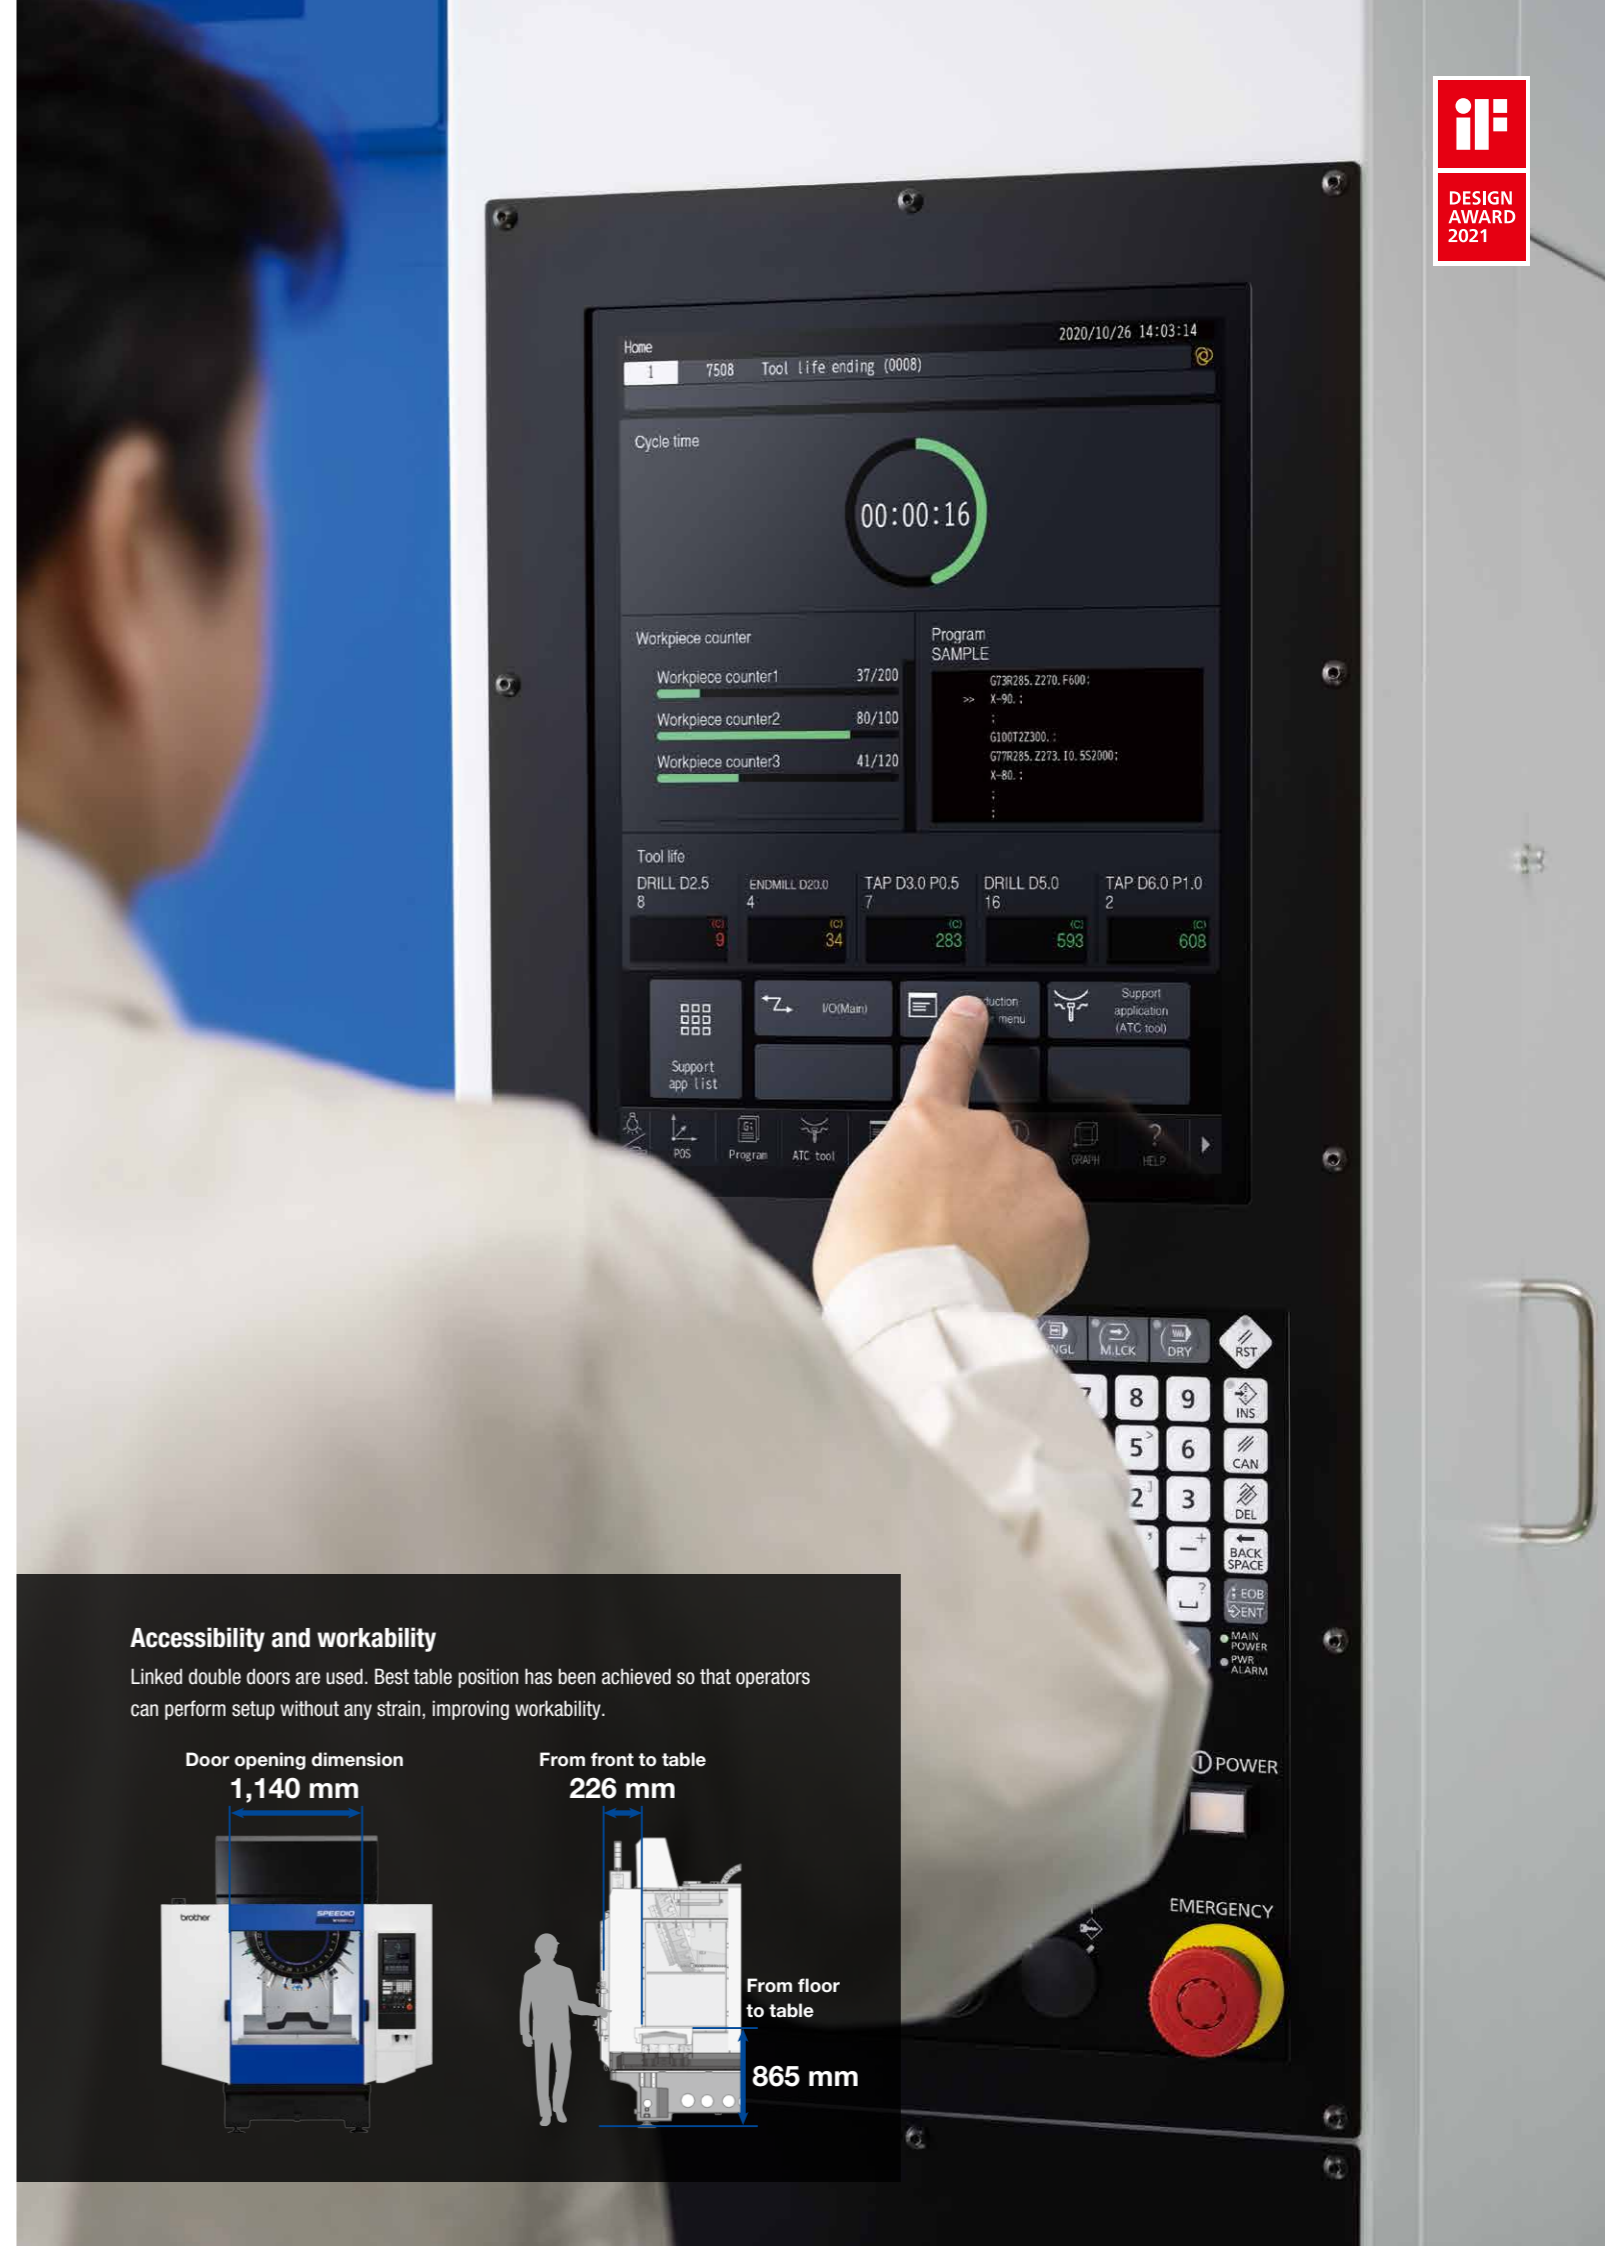 iF
DESIGN
AWARD
2021
Home
2020/10/26 14:03:14
1 7508 Tool life ending (0008)
Cycle time
00:00:16
Workpiece counter
Workpiece counter1 37/200
Workpiece counter2 80/100
Workpiece counter3 41/120
Program
SAMPLE
G73R285.Z270.F600;
>> X-90.;
;
G100T2Z300.;
G77R285.Z273.I0.5S2000;
X-80.;
;
;
Tool life
DRILL D2.5 ENDMILL D20.0 TAP D3.0 P0.5 DRILL D5.0 TAP D6.0 P1.0
8 4 7 16 2
(C) (C) (C) (C) (C)
9 34 283 593 608
Support
app list
I/O(Main)
menu
Support
application
(ATC tool)
POS Program ATC tool GRAPH HELP
M.LCK DRY RST
7 8 9 INS
5 > 6 CAN
2 ] 3 DEL
, - + BACK
SPACE
? ; EOB
ENT
MAIN
POWER
PWR
ALARM
POWER
EMERGENCY
Accessibility and workability
Linked double doors are used. Best table position has been achieved so that operators
can perform setup without any strain, improving workability.
Door opening dimension
1,140 mm
From front to table
226 mm
brother
SPEEDIO
From floor
to table
865 mm